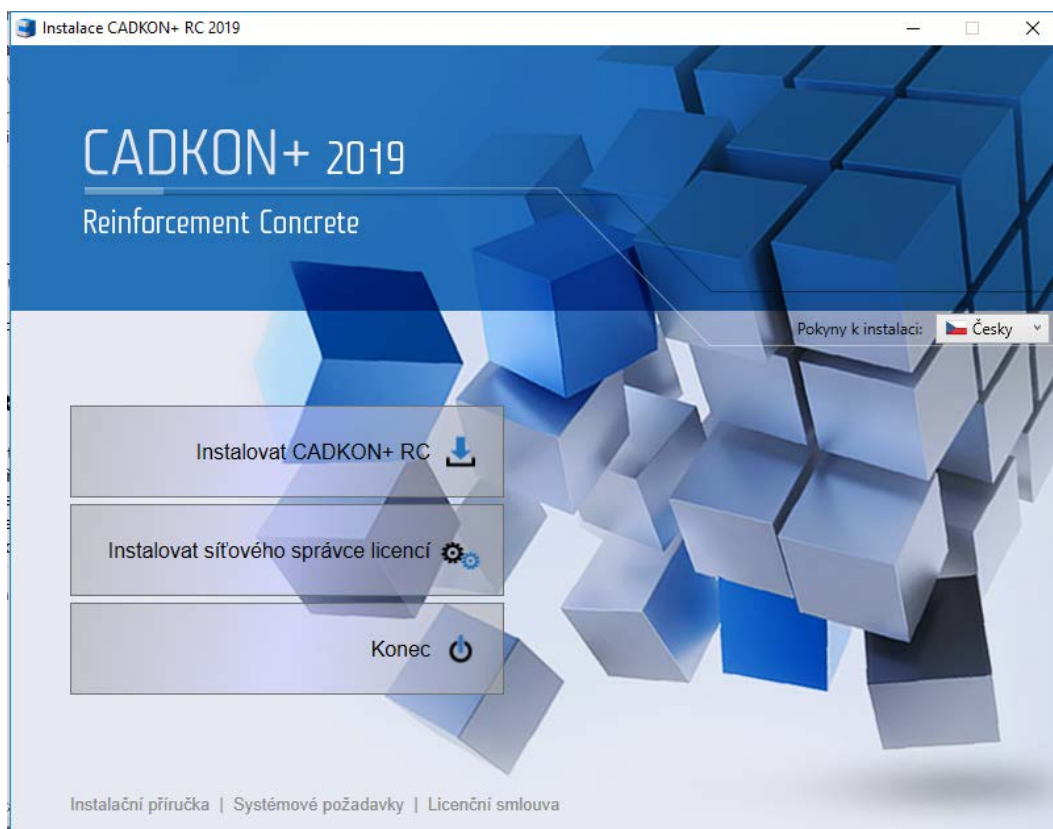 Instalace CADKON+ RC 2019
CADKON+ 2019
Reinforcement Concrete
Pokyny k instalaci: Česky
Instalovat CADKON+ RC
Instalovat síťového správce licencí
Konec
Instalační příručka | Systémové požadavky | Licenční smlouva